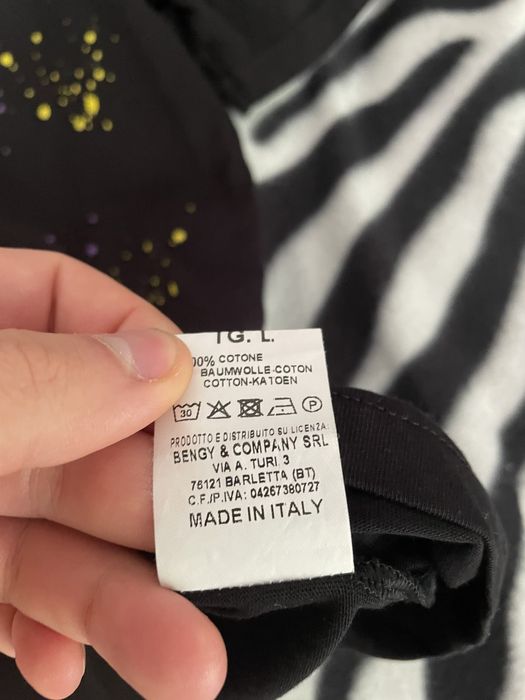 TG. L.
00% COTONE
BAUMWOLLE-COTON
COTTON-KATOEN
30 P
PRODOTTO E DISTRIBUITO SU LICENZA:
BENGY & COMPANY SRL
VIA A. TURI 3
76121 BARLETTA (BT)
C.F./P.IVA: 04267380727
MADE IN ITALY